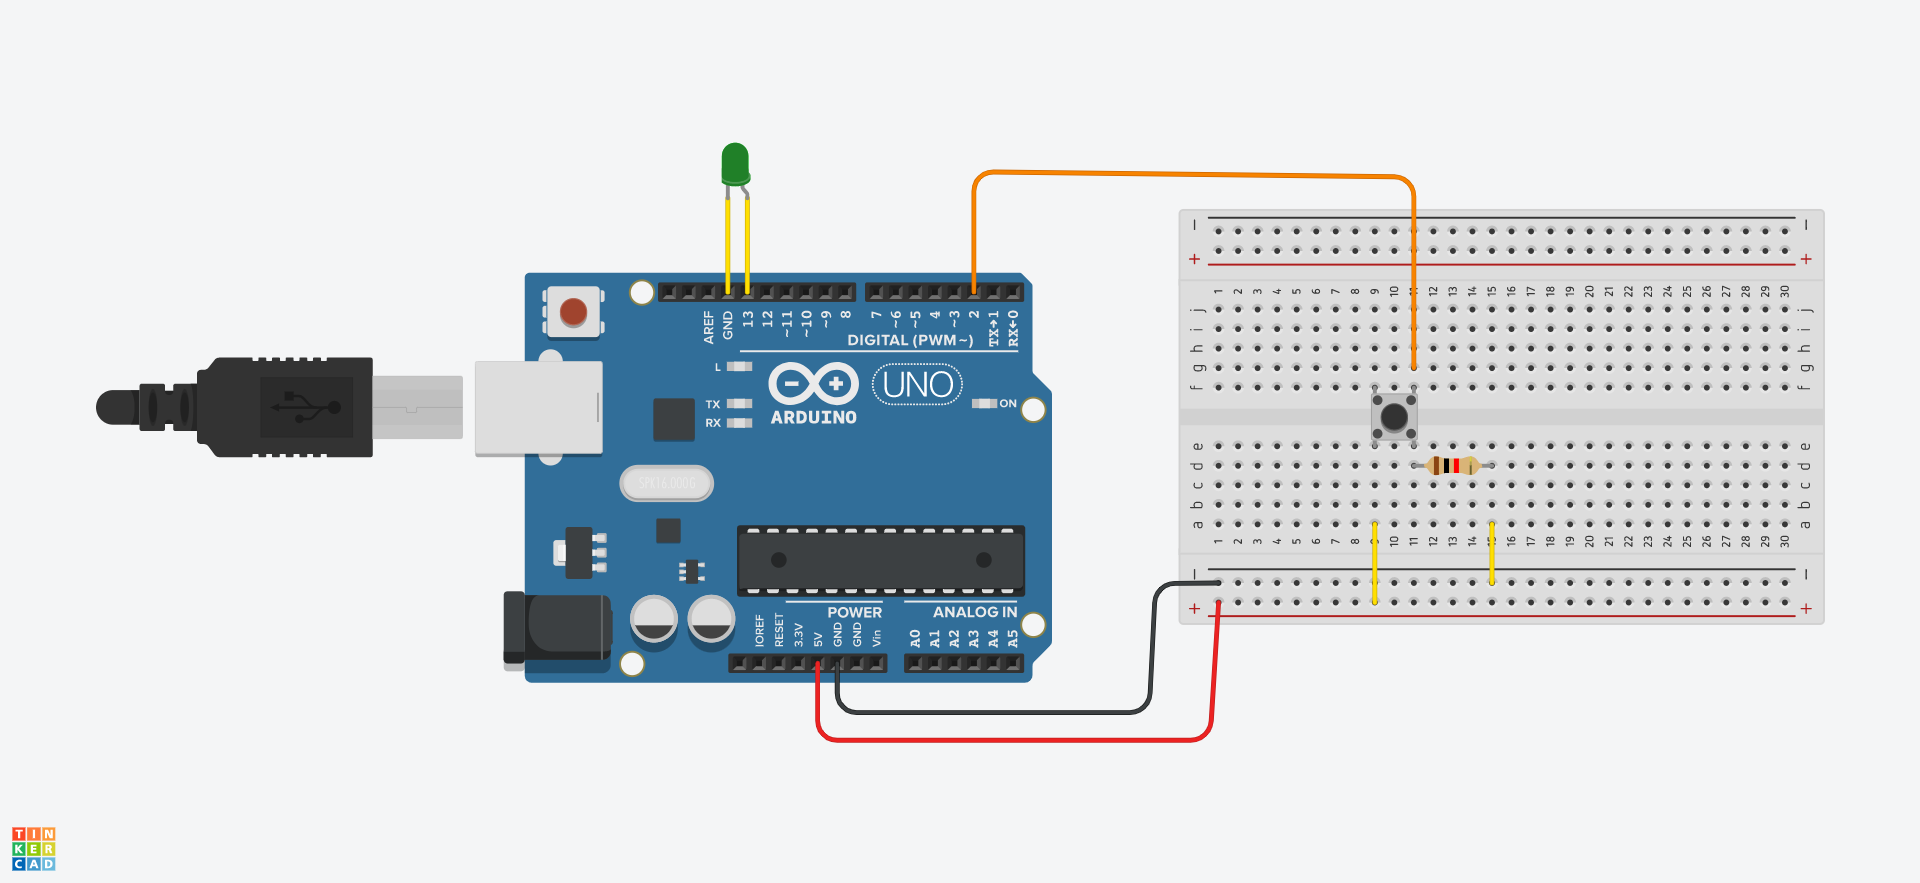 AREF
GND
13
12
~11
~10
~9
8
7
~6
~5
4
~3
2
TX→1
RX←0
DIGITAL (PWM~)
L
TX
RX
ARDUINO
UNO
ON
SPK16.000G
POWER
ANALOG IN
IOREF
RESET
3.3V
5V
GND
GND
Vin
A0
A1
A2
A3
A4
A5
− −
+ +
1 2 3 4 5 6 7 8 9 10 11 12 13 14 15 16 17 18 19 20 21 22 23 24 25 26 27 28 29 30
j j
i i
h h
g g
f f
e e
d d
c c
b b
a a
1 2 3 4 5 6 7 8 9 10 11 12 13 14 15 16 17 18 19 20 21 22 23 24 25 26 27 28 29 30
− −
+ +
TIN
KER
CAD